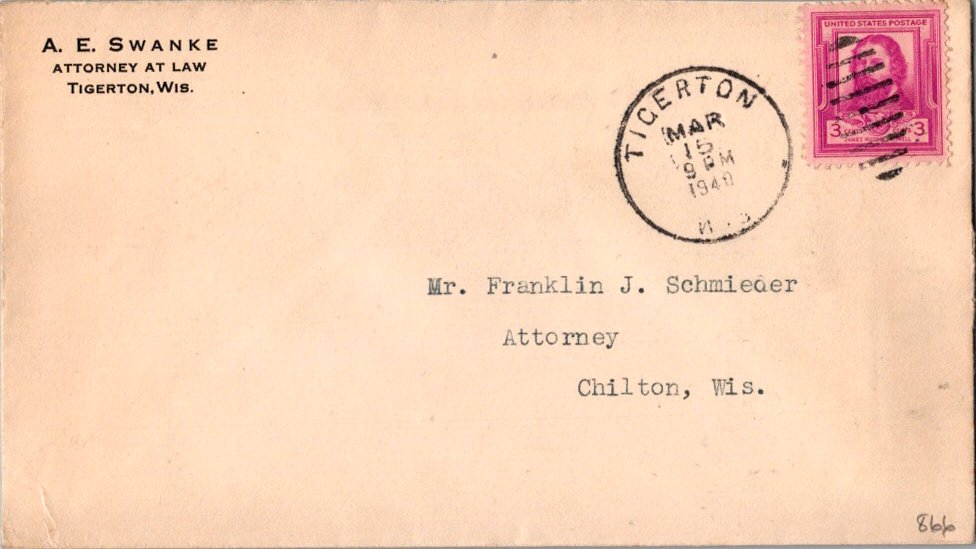 A. E. SWANKE
ATTORNEY AT LAW
TIGERTON, WIS.
UNITED STATES POSTAGE
3 3
TIGERTON
MAR
15
9 PM
1940
WIS
Mr. Franklin J. Schmieder
Attorney
Chilton, Wis.
866